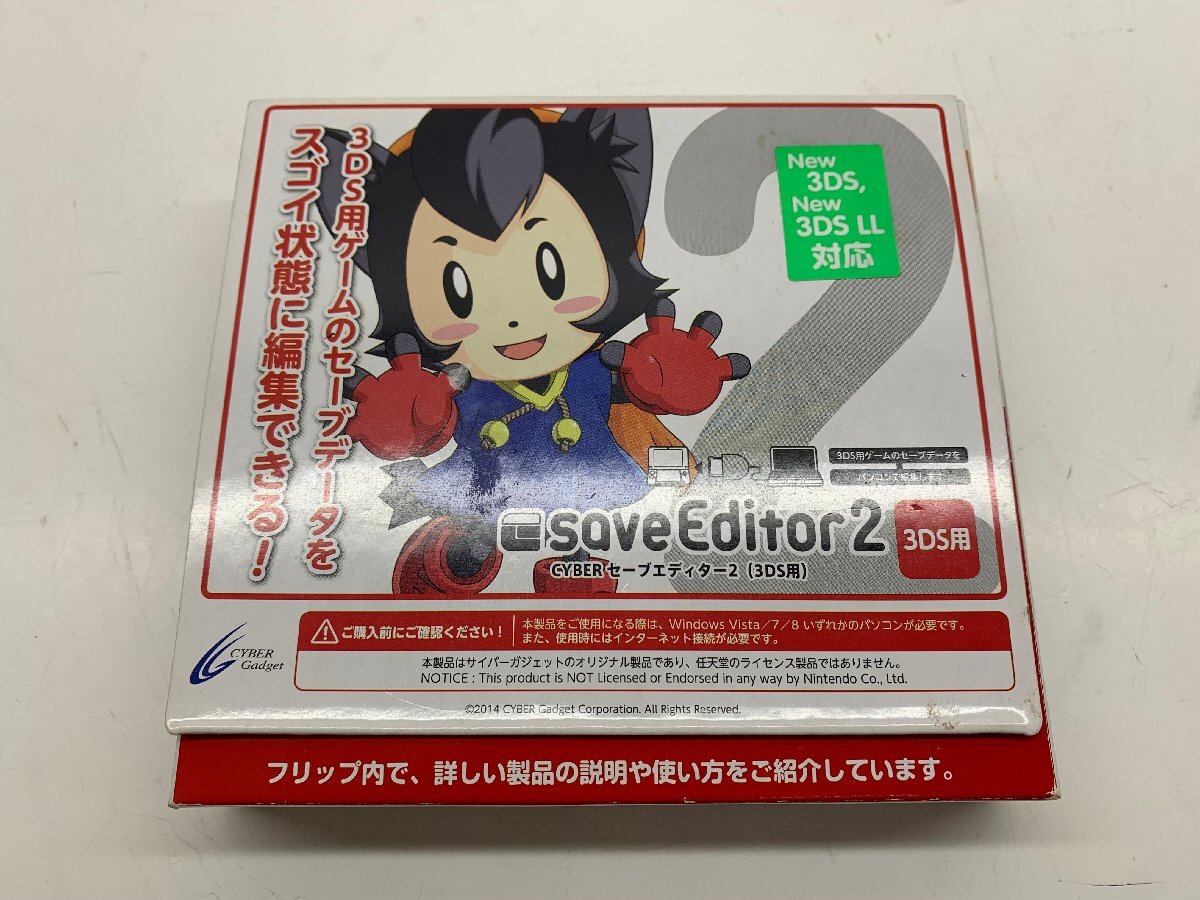 3DS用ゲームのセーブデータを
スゴイ状態に編集できる!
New
3DS,
New
3DS LL
対応
3DS用ゲームのセーブデータを
パソコンで編集します
save Editor 2
3DS用
CYBER セーブエディター2(3DS用)
CYBER
Gadget
ご購入前にご確認ください!
本製品をご使用になる際は、Windows Vista/7/8 いずれかのパソコンが必要です。
また、使用時にはインターネット接続が必要です。
本製品はサイバーガジェットのオリジナル製品であり、任天堂のライセンス製品ではありません。
NOTICE : This product is NOT Licensed or Endorsed in any way by Nintendo Co., Ltd.
©2014 CYBER Gadget Corporation. All Rights Reserved.
フリップ内で、詳しい製品の説明や使い方をご紹介しています。